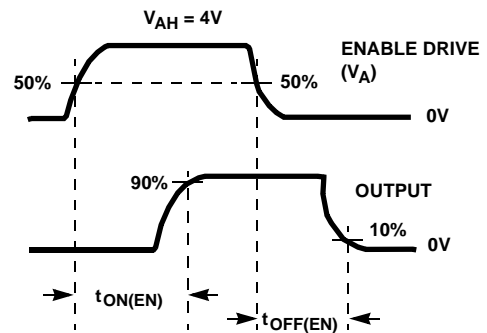 V_AH = 4V
ENABLE DRIVE
(V_A)
50%
50%
0V
90%
OUTPUT
10%
0V
t_ON(EN)
t_OFF(EN)